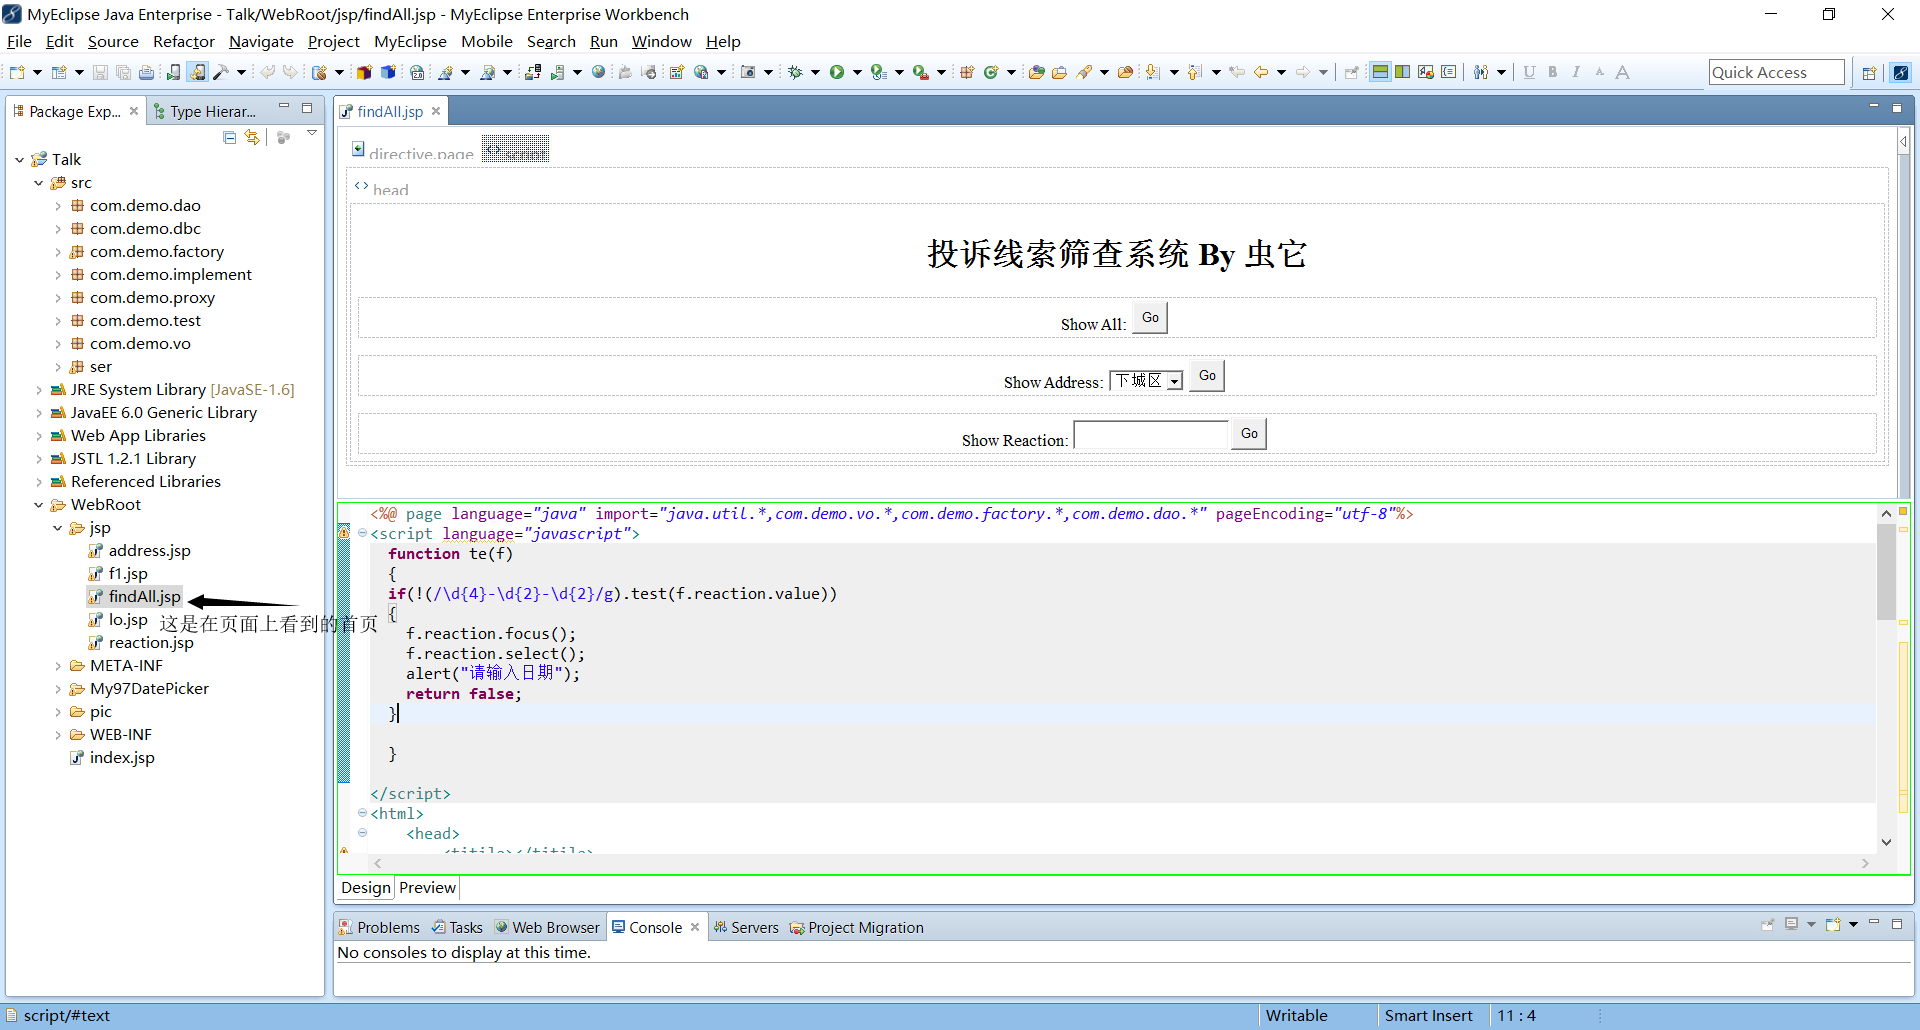 MyEclipse Java Enterprise - Talk/WebRoot/jsp/findAll.jsp - MyEclipse Enterprise Workbench
File Edit Source Refactor Navigate Project MyEclipse Mobile Search Run Window Help
Quick Access
Package Exp... Type Hierar...
Talk
src
com.demo.dao
com.demo.dbc
com.demo.factory
com.demo.implement
com.demo.proxy
com.demo.test
com.demo.vo
ser
JRE System Library [JavaSE-1.6]
JavaEE 6.0 Generic Library
Web App Libraries
JSTL 1.2.1 Library
Referenced Libraries
WebRoot
jsp
address.jsp
f1.jsp
findAll.jsp
lo.jsp
这是在页面上看到的首页
reaction.jsp
META-INF
My97DatePicker
pic
WEB-INF
index.jsp
findAll.jsp
directive.page script
head
投诉线索筛查系统 By 虫它
Show All: Go
Show Address: 下城区 Go
Show Reaction: Go
<%@ page language="java" import="java.util.*,com.demo.vo.*,com.demo.factory.*,com.demo.dao.*" pageEncoding="utf-8"%>
<script language="javascript">
function te(f)
{
if(!(/\d{4}-\d{2}-\d{2}/g).test(f.reaction.value))
{
f.reaction.focus();
f.reaction.select();
alert("请输入日期");
return false;
}
}
</script>
<html>
<head>
<titile></titile>
Design Preview
Problems Tasks Web Browser Console Servers Project Migration
No consoles to display at this time.
script/#text Writable Smart Insert 11 : 4